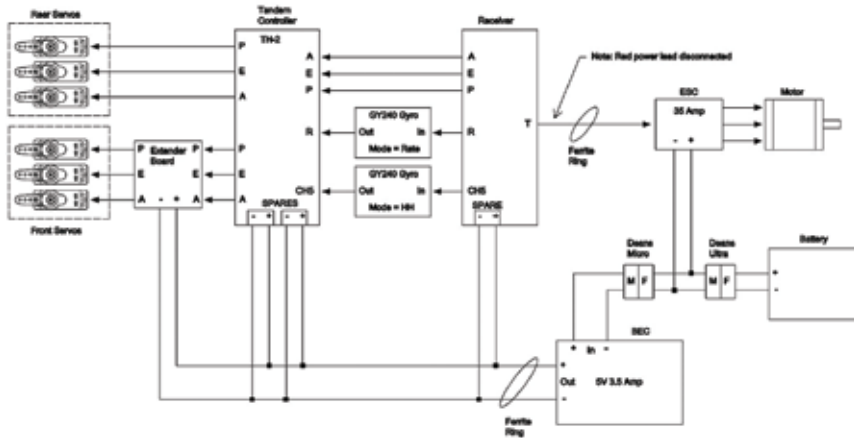 Rear Servos
Tandem
Controller
TH-2
P
E
A
A
E
P
R
CH5
Receiver
A
E
P
R
T
CH5
SPARE
- +
Note: Red power lead disconnected
ESC
35 Amp
- +
Motor
Ferrite
Ring
GY240 Gyro
Out In
Mode = Rate
GY240 Gyro
Out In
Mode = HH
P Extender P
Board
E E
A A
- +
P
E
A
SPARES
- + - +
Front Servos
Deans
Micro
M F
Deans
Ultra
M F
Battery
+
-
BEC
+ In -
+
Out 5V 3.5 Amp
-
Ferrite
Ring